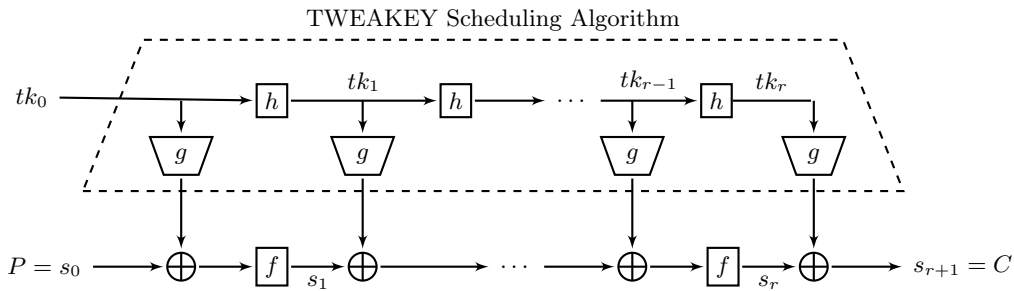 TWEAKEY Scheduling Algorithm
tk₀ h tk₁ h ··· tkᵣ₋₁ h tkᵣ
g g g g
P = s₀ f s₁ ··· f sᵣ sᵣ₊₁ = C